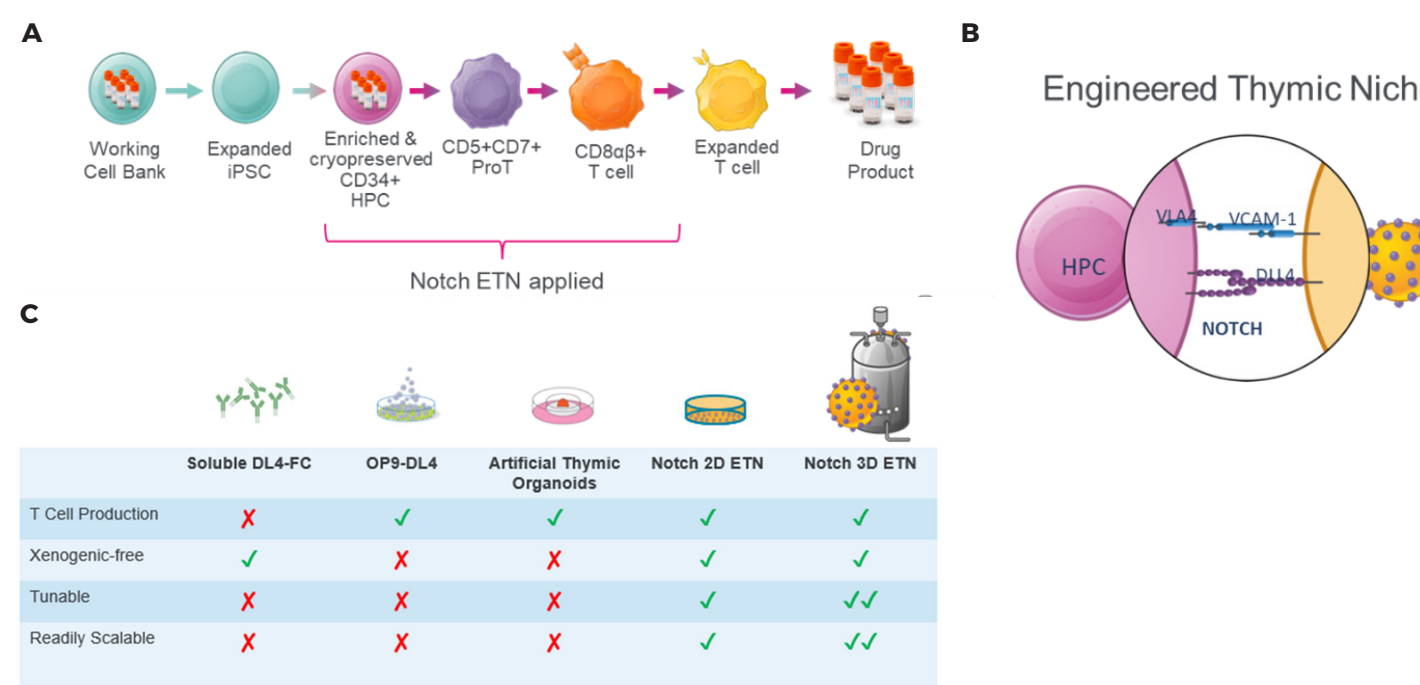 A
Working
Cell Bank
Expanded
iPSC
Enriched &
cryopreserved
CD34+
HPC
CD5+CD7+
ProT
CD8αβ+
T cell
Expanded
T cell
Drug
Product
Notch ETN applied
B
Engineered Thymic Nich
VLA4
VCAM-1
HPC
DLL4
NOTCH
C
Soluble DL4-FC
OP9-DL4
Artificial Thymic
Organoids
Notch 2D ETN
Notch 3D ETN
T Cell Production ✗ ✓ ✓ ✓ ✓
Xenogenic-free ✓ ✗ ✗ ✓ ✓
Tunable ✗ ✗ ✗ ✓ ✓✓
Readily Scalable ✗ ✗ ✗ ✓ ✓✓